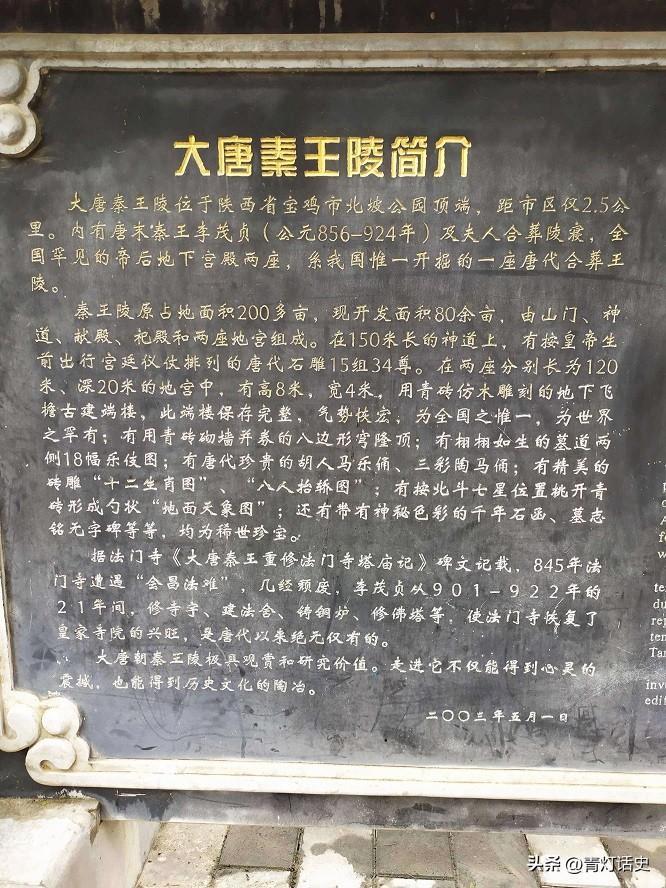 大唐秦王陵简介
大唐秦王陵位于陕西省宝鸡市北坡公园顶端，距市区仅2.5公
里。内有唐末秦王李茂贞（公元856-924年）及夫人合葬陵寝，全
国罕见的帝后地下宫殿两座，系我国惟一开掘的一座唐代合葬王
陵。
秦王陵原占地面积200多亩，现开发面积80余亩，由山门、神
道、献殿、祀殿和两座地宫组成。在150米长的神道上，有按皇帝生
前出行宫廷仪仗排列的唐代石雕15组34尊。在两座分别长为120
米、深20米的地宫中，有高8米，宽4米，用青砖仿木雕刻的地下飞
檐古建端楼，此端楼保存完整，气势恢宏，为全国之惟一，为世界
之罕有；有用青砖砌墙并券的八边形穹隆顶；有栩栩如生的墓道两
侧18幅乐伎图；有唐代珍贵的胡人马乐俑、三彩陶马俑；有精美的
砖雕“十二生肖图”、“八人抬轿图”；有按北斗七星位置桃开青
砖形成勺状“地面天象图”；还有带有神秘色彩的千年石函、墓志
铭无字碑等等，均为稀世珍宝。
据法门寺《大唐秦王重修法门寺塔庙记》碑文记载，845年法
门寺遭遇“会昌法难”，几经颓废，李茂贞从901-922年的
21年间，修寺宇、建法合、铸铜炉、修佛塔等，使法门寺恢复了
皇家寺院的兴旺，是唐代以来绝无仅有的。
大唐朝秦王陵极具观赏和研究价值。走进它不仅能得到心灵的
震撼，也能得到历史文化的陶冶。
二〇〇三年五月一日
头条 @青灯话史